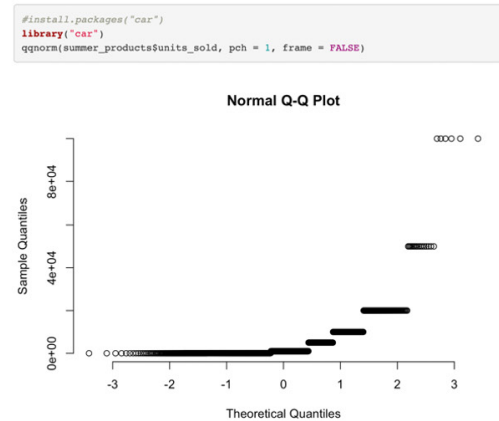 #install.packages("car")
library("car")
qqnorm(summer_products$units_sold, pch = 1, frame = FALSE)
Normal Q-Q Plot
Sample Quantiles
8e+04
4e+04
0e+00
-3 -2 -1 0 1 2 3
Theoretical Quantiles